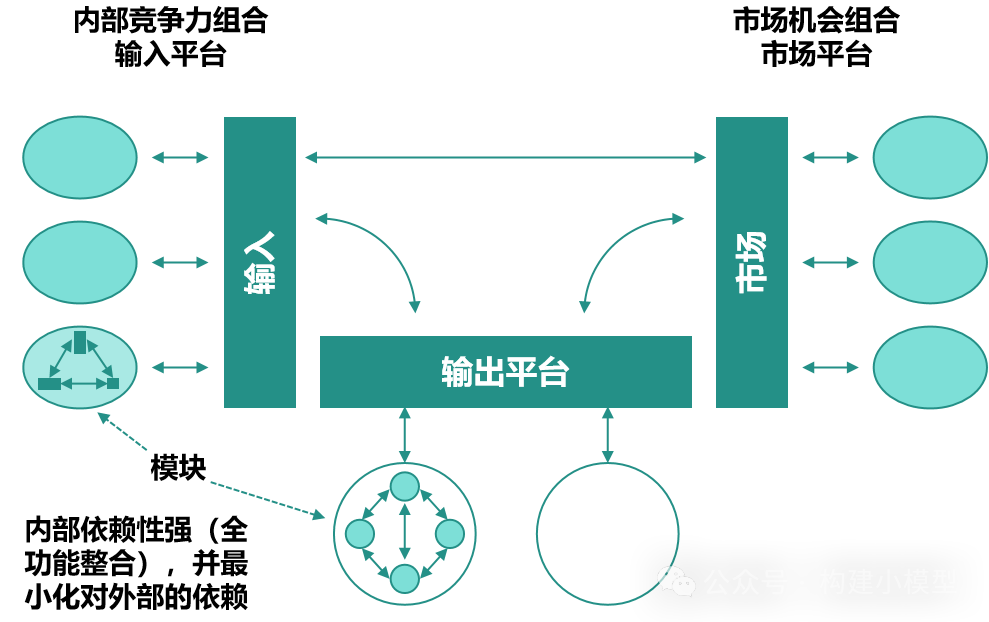 内部竞争力组合
输入平台
市场机会组合
市场平台
输入
市场
输出平台
模块
内部依赖性强（全
功能整合），并最
小化对外部的依赖
公众号
构建小模型